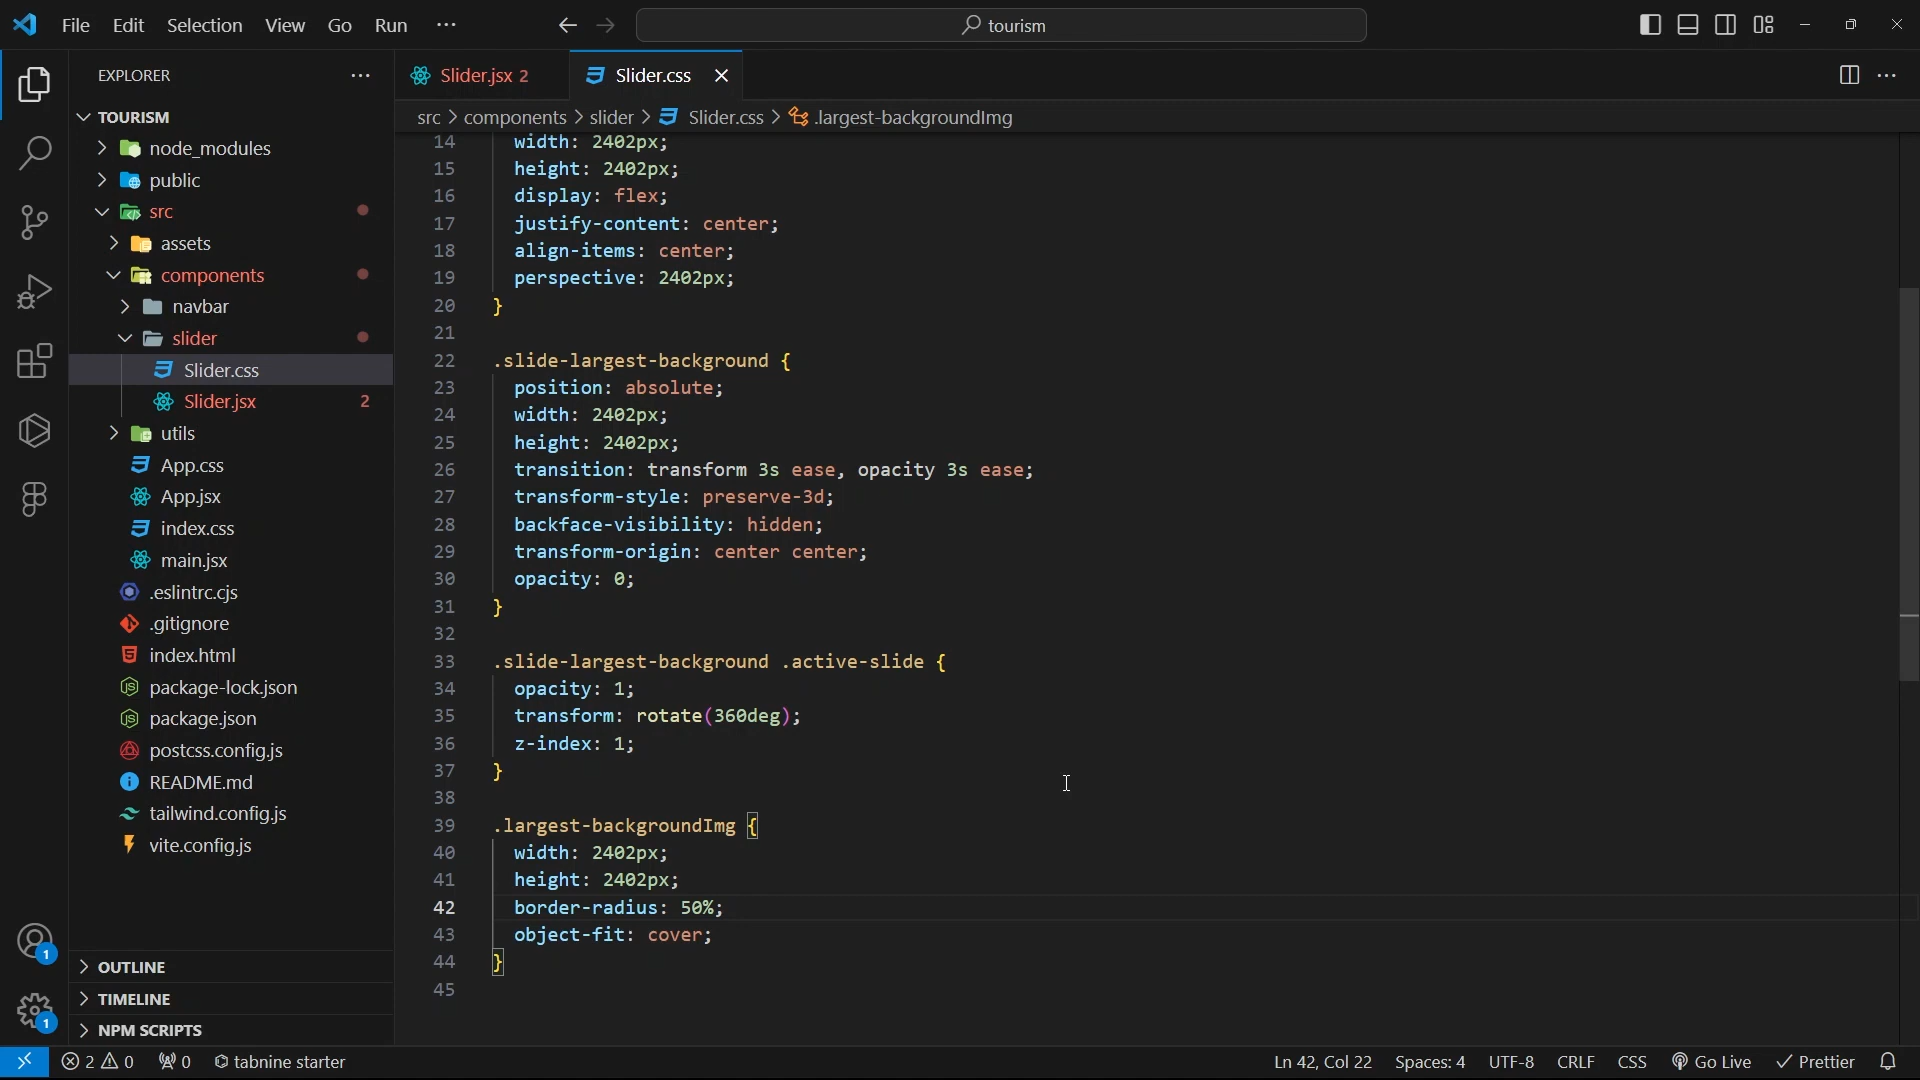 File Edit Selection View Go Run ···
tourism
EXPLORER ···
TOURISM
node_modules
public
src
assets
components
navbar
slider
Slider.css
Slider.jsx 2
utils
App.css
App.jsx
index.css
main.jsx
.eslintrc.cjs
.gitignore
index.html
package-lock.json
package.json
postcss.config.js
README.md
tailwind.config.js
vite.config.js
OUTLINE
TIMELINE
NPM SCRIPTS
1
1
Slider.jsx 2 Slider.css
src > components > slider > Slider.css > .largest-backgroundImg
14 width: 2402px;
15 height: 2402px;
16 display: flex;
17 justify-content: center;
18 align-items: center;
19 perspective: 2402px;
20 }
21
22 .slide-largest-background {
23 position: absolute;
24 width: 2402px;
25 height: 2402px;
26 transition: transform 3s ease, opacity 3s ease;
27 transform-style: preserve-3d;
28 backface-visibility: hidden;
29 transform-origin: center center;
30 opacity: 0;
31 }
32
33 .slide-largest-background .active-slide {
34 opacity: 1;
35 transform: rotate(360deg);
36 z-index: 1;
37 }
38
39 .largest-backgroundImg {
40 width: 2402px;
41 height: 2402px;
42 border-radius: 50%;
43 object-fit: cover;
44 }
45
2 0 0 tabnine starter Ln 42, Col 22 Spaces: 4 UTF-8 CRLF CSS Go Live Prettier